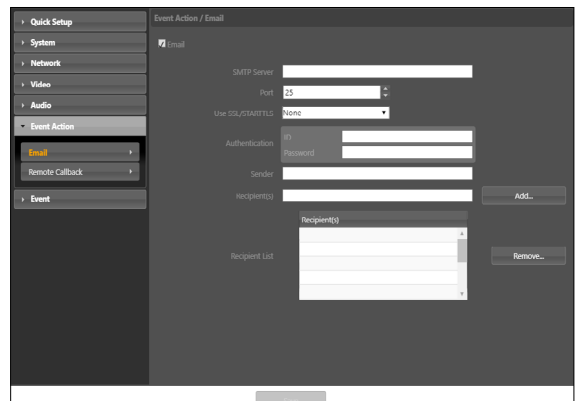 Quick Setup
System
Network
Video
Audio
Event Action
Email
Remote Callback
Event
Event Action / Email
Email
SMTP Server
Port 25
Use SSL/STARTTLS None
Authentication
ID
Password
Sender
Recipient(s) Add...
Recipient(s)
Recipient List Remove...